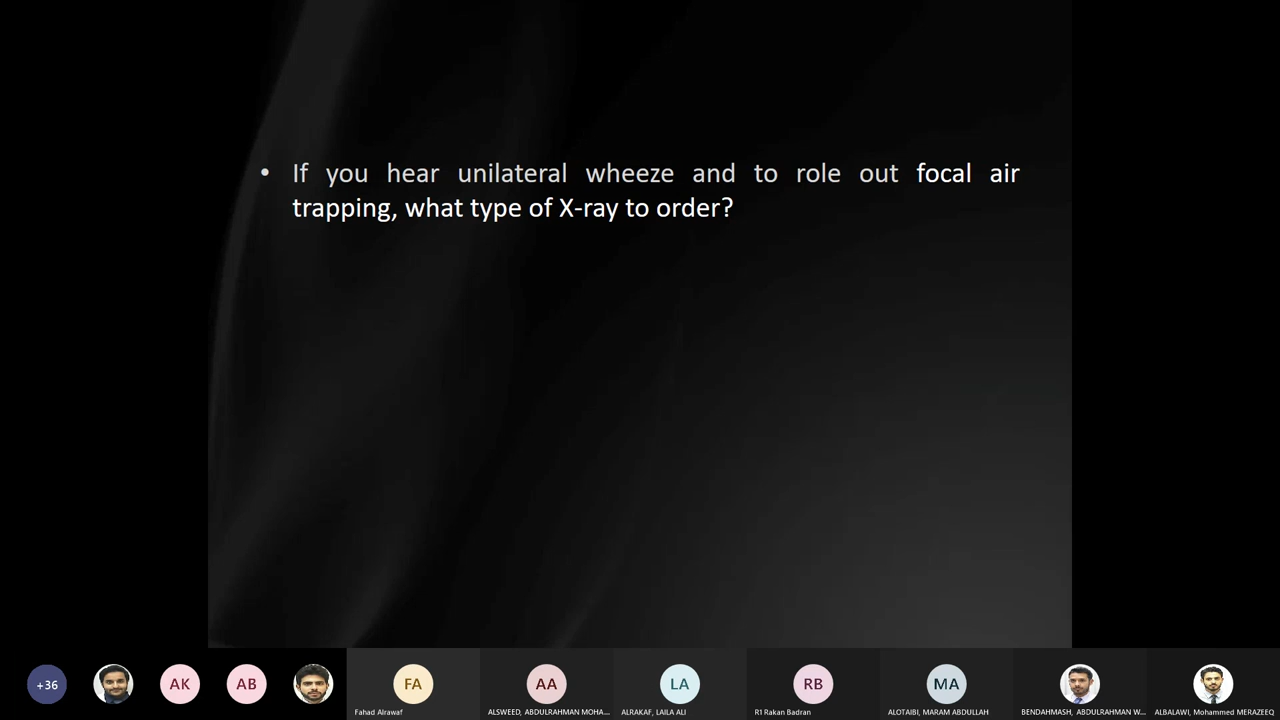 • If you hear unilateral wheeze and to role out focal air
trapping, what type of X-ray to order?
+36
AK
AB
FA
Fahad Alrawaf
AA
ALSWEED, ABDULRAHMAN MOHA...
LA
ALRAKAF, LAILA ALI
RB
R1 Rakan Badran
MA
ALOTAIBI, MARAM ABDULLAH
BENDAHMASH, ABDULRAHMAN W...
ALBALAWI, Mohammed MERAZEEQ